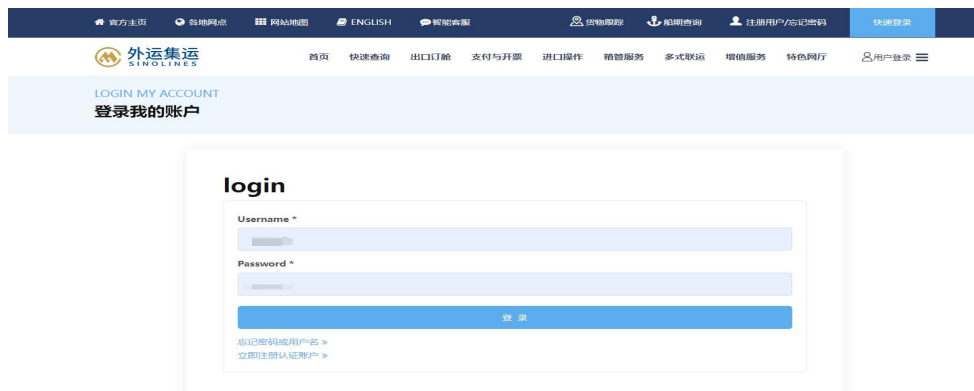 官方主页 各地网点 网站地图 ENGLISH 智能客服 货物跟踪 船期查询 注册用户/忘记密码 快速登录
外运集运
SINOLINES
首页 快速查询 出口订舱 支付与开票 进口操作 箱管服务 多式联运 增值服务 特色网厅 用户登录
LOGIN MY ACCOUNT
登录我的账户
login
Username *
Password *
登 录
忘记密码或用户名 »
立即注册认证账户 »